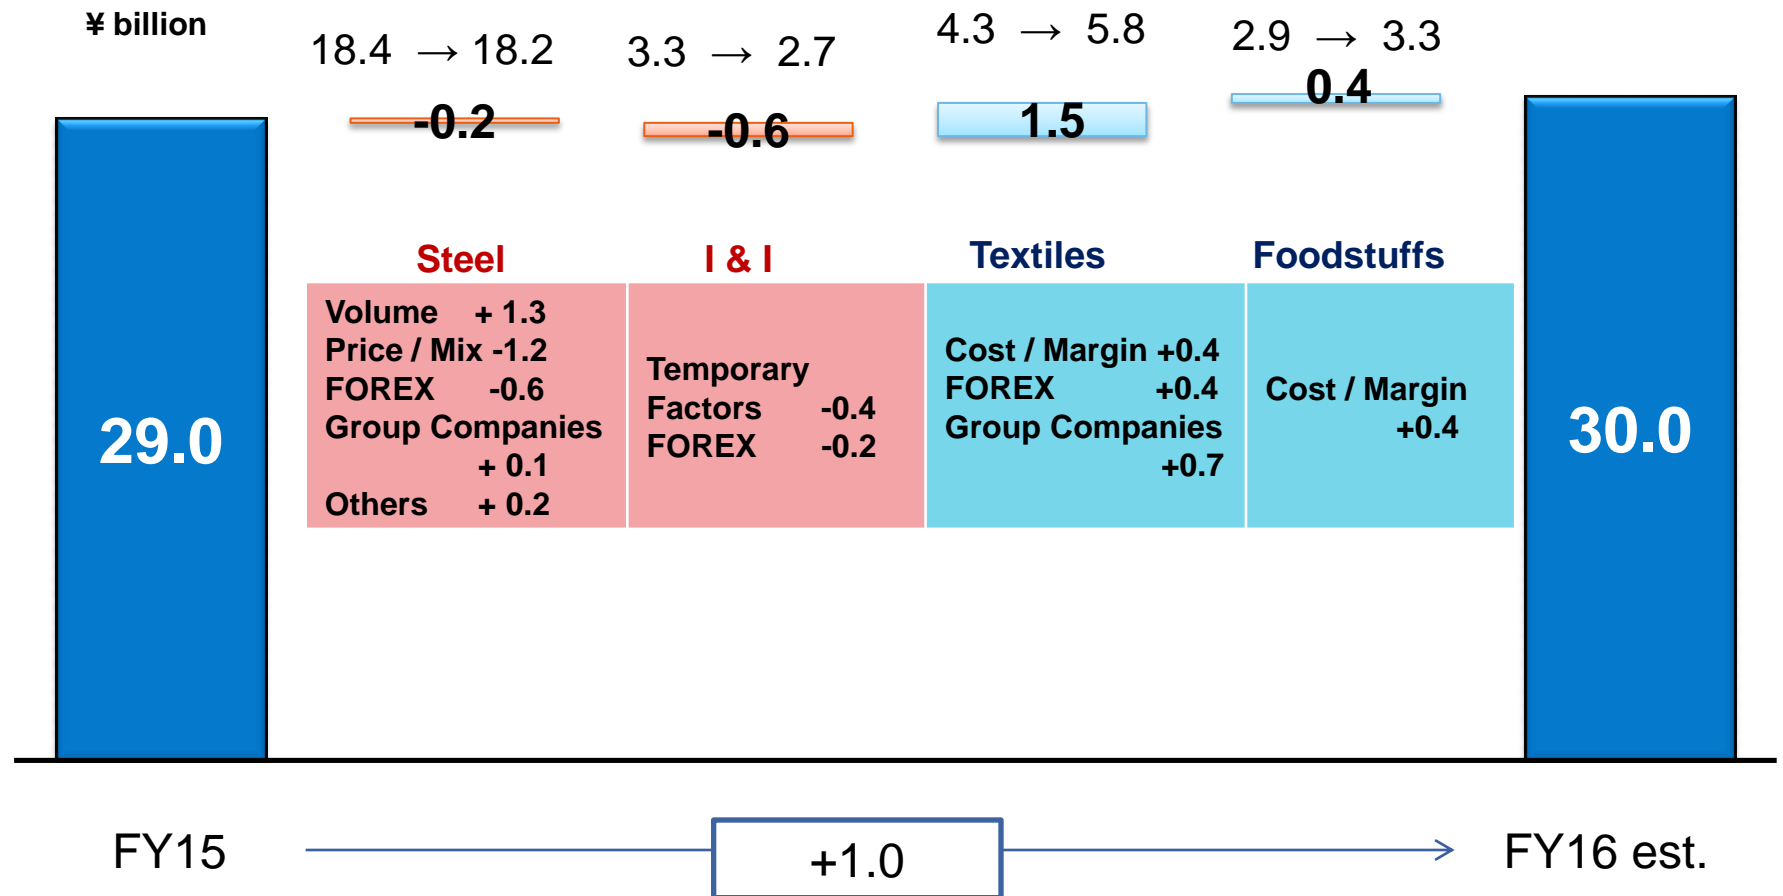 ¥ billion
18.4 → 18.2
3.3 → 2.7
4.3 → 5.8
2.9 → 3.3
-0.2
-0.6
1.5
0.4
Steel
I & I
Textiles
Foodstuffs
Volume + 1.3
Price / Mix -1.2
FOREX -0.6
Group Companies
+ 0.1
Others + 0.2
Temporary
Factors -0.4
FOREX -0.2
Cost / Margin +0.4
FOREX +0.4
Group Companies
+0.7
Cost / Margin
+0.4
29.0
30.0
FY15
+1.0
FY16 est.